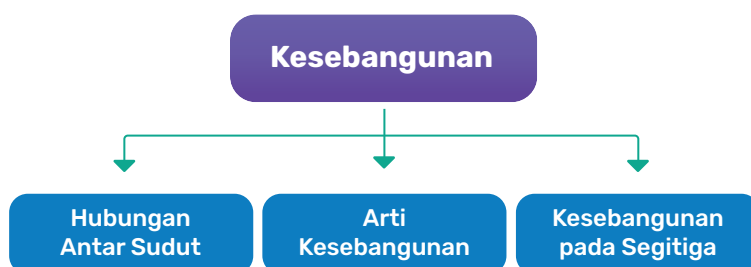 Kesebangunan
Hubungan
Antar Sudut
Arti
Kesebangunan
Kesebangunan
pada Segitiga